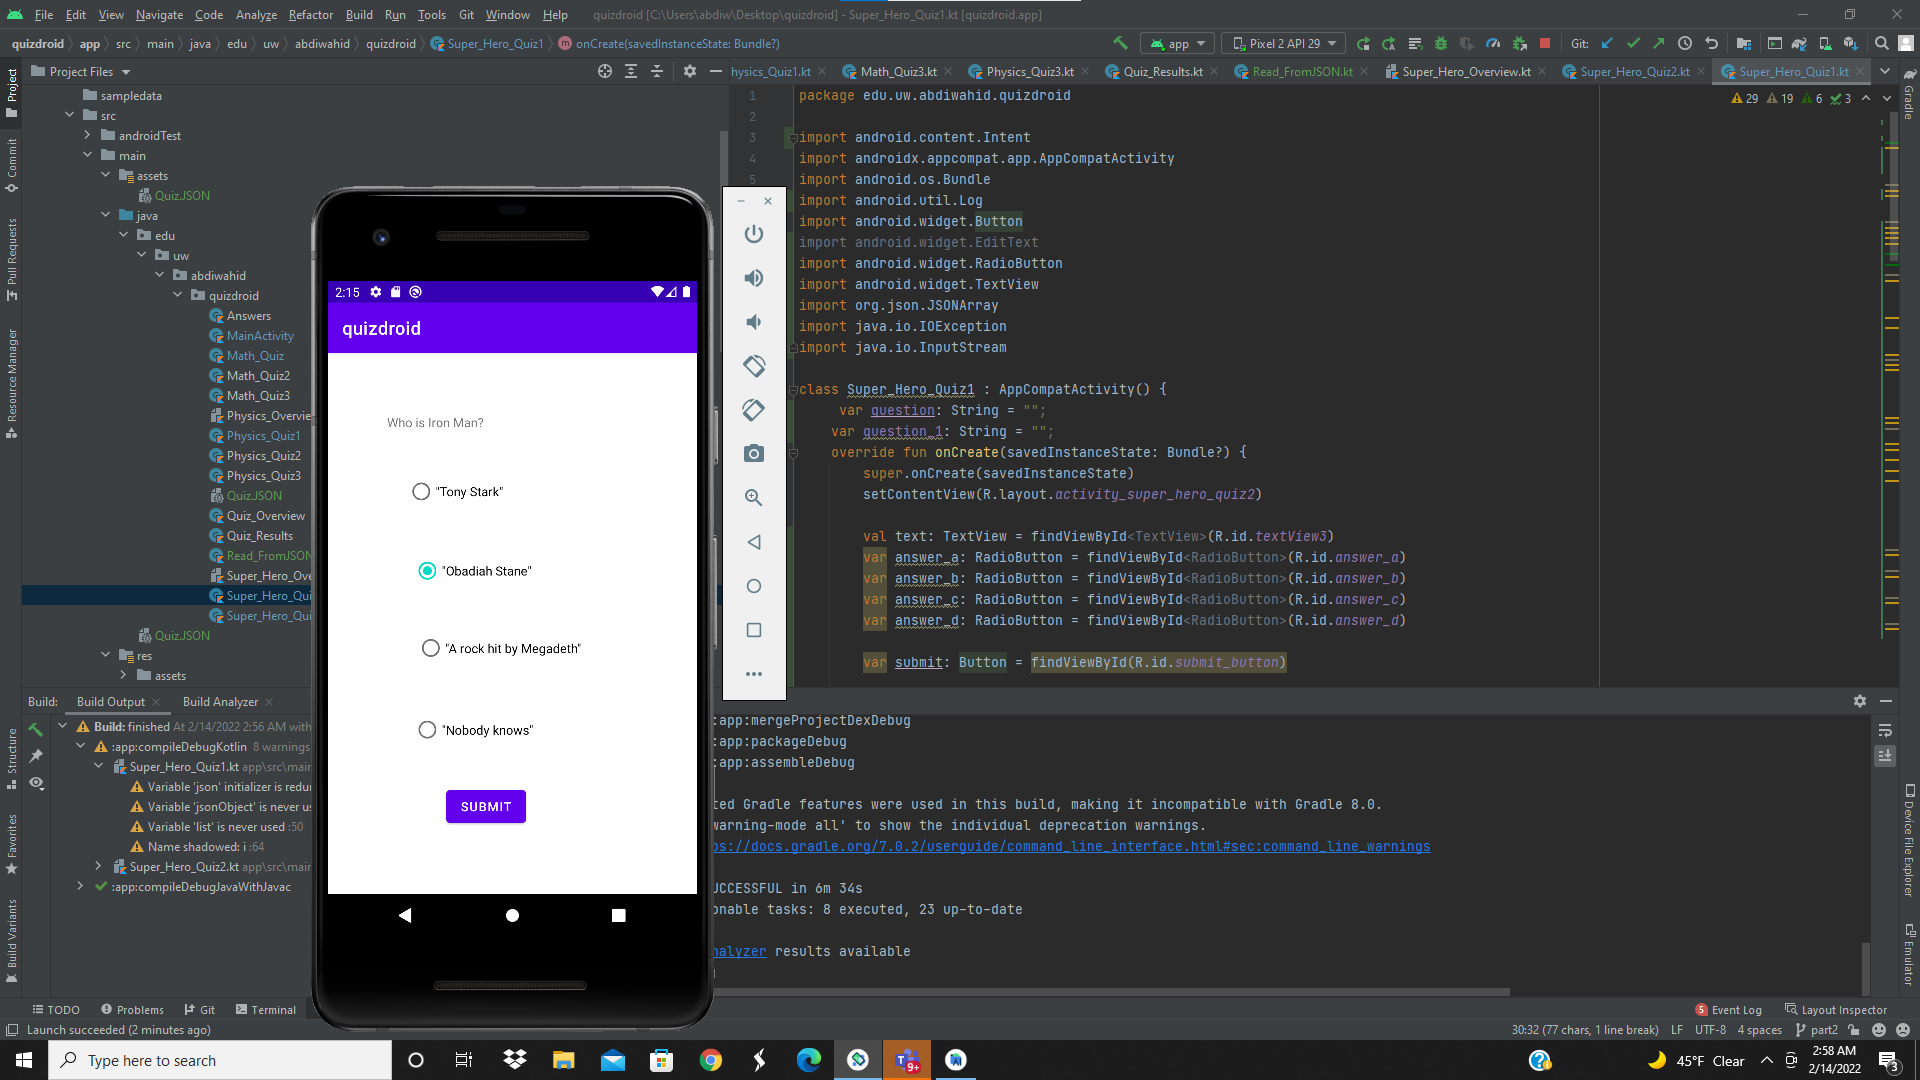 File Edit View Navigate Code Analyze Refactor Build Run Tools Git Window Help quizdroid [C:\Users\abdiw\Desktop\quizdroid] - Super_Hero_Quiz1.kt [quizdroid.app]
quizdroid app src main java edu uw abdiwahid quizdroid Super_Hero_Quiz1 onCreate(savedInstanceState: Bundle?) app Pixel 2 API 29 Git:
Project Files
hysics_Quiz1.kt Math_Quiz3.kt Physics_Quiz3.kt Quiz_Results.kt Read_FromJSON.kt Super_Hero_Overview.kt Super_Hero_Quiz2.kt Super_Hero_Quiz1.kt
Project
Commit
Pull Requests
Resource Manager
Structure
Favorites
Build Variants
sampledata
src
androidTest
main
assets
Quiz.JSON
java
edu
uw
abdiwahid
quizdroid
Answers
MainActivity
Math_Quiz
Math_Quiz2
Math_Quiz3
Physics_Overvie
Physics_Quiz1
Physics_Quiz2
Physics_Quiz3
Quiz.JSON
Quiz_Overview
Quiz_Results
Read_FromJSON
Super_Hero_Ove
Super_Hero_Qui
Super_Hero_Qui
Quiz.JSON
res
assets
2:15
quizdroid
Who is Iron Man?
"Tony Stark"
"Obadiah Stane"
"A rock hit by Megadeth"
"Nobody knows"
SUBMIT
29 19 6 3
1 package edu.uw.abdiwahid.quizdroid
2
3 import android.content.Intent
4 import androidx.appcompat.app.AppCompatActivity
5 import android.os.Bundle
import android.util.Log
import android.widget.Button
import android.widget.EditText
import android.widget.RadioButton
import android.widget.TextView
import org.json.JSONArray
import java.io.IOException
import java.io.InputStream
class Super_Hero_Quiz1 : AppCompatActivity() {
var question: String = "";
var question_1: String = "";
override fun onCreate(savedInstanceState: Bundle?) {
super.onCreate(savedInstanceState)
setContentView(R.layout.activity_super_hero_quiz2)
val text: TextView = findViewById<TextView>(R.id.textView3)
var answer_a: RadioButton = findViewById<RadioButton>(R.id.answer_a)
var answer_b: RadioButton = findViewById<RadioButton>(R.id.answer_b)
var answer_c: RadioButton = findViewById<RadioButton>(R.id.answer_c)
var answer_d: RadioButton = findViewById<RadioButton>(R.id.answer_d)
var submit: Button = findViewById(R.id.submit_button)
Gradle
Device File Explorer
Emulator
Build: Build Output Build Analyzer
Build: finished At 2/14/2022 2:56 AM with
:app:compileDebugKotlin 8 warnings
Super_Hero_Quiz1.kt app\src\main
Variable 'json' initializer is redu
Variable 'jsonObject' is never us
Variable 'list' is never used :50
Name shadowed: i :64
Super_Hero_Quiz2.kt app\src\main
:app:compileDebugJavaWithJavac
:app:mergeProjectDexDebug
:app:packageDebug
:app:assembleDebug
ted Gradle features were used in this build, making it incompatible with Gradle 8.0.
warning-mode all' to show the individual deprecation warnings.
ps://docs.gradle.org/7.0.2/userguide/command_line_interface.html#sec:command_line_warnings
UCCESSFUL in 6m 34s
onable tasks: 8 executed, 23 up-to-date
nalyzer results available
TODO Problems Git Terminal 5 Event Log Layout Inspector
Launch succeeded (2 minutes ago) 30:32 (77 chars, 1 line break) LF UTF-8 4 spaces part2
Type here to search 9+ 45°F Clear 2:58 AM
2/14/2022 3